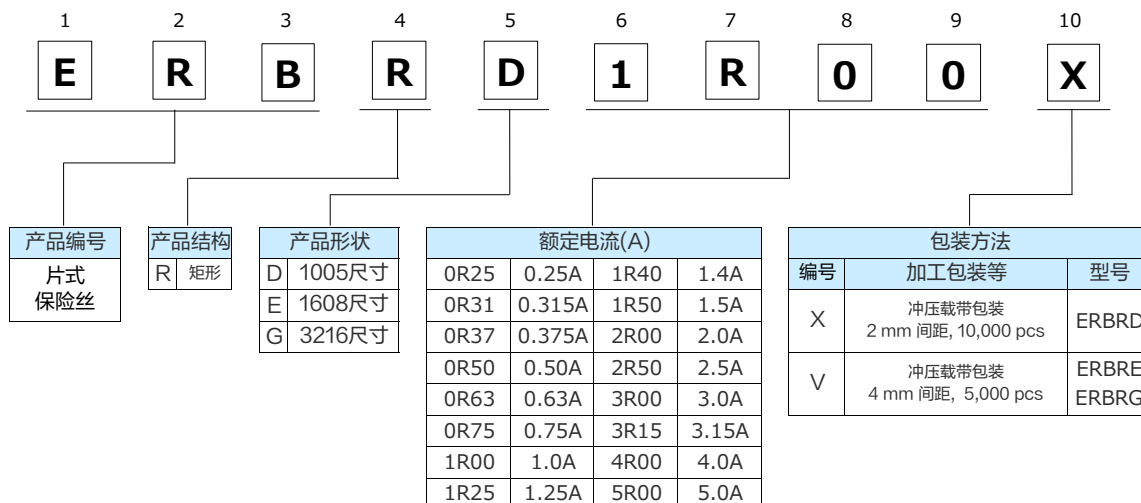 1 2 3 4 5 6 7 8 9 10
E R B R D 1 R 0 0 X
产品编号
片式
保险丝
产品结构
R 矩形
产品形状
D 1005尺寸
E 1608尺寸
G 3216尺寸
额定电流(A)
0R25 0.25A 1R40 1.4A
0R31 0.315A 1R50 1.5A
0R37 0.375A 2R00 2.0A
0R50 0.50A 2R50 2.5A
0R63 0.63A 3R00 3.0A
0R75 0.75A 3R15 3.15A
1R00 1.0A 4R00 4.0A
1R25 1.25A 5R00 5.0A
包装方法
编号 加工包装等 型号
X 冲压载带包装
2 mm 间距, 10,000 pcs ERBRD
V 冲压载带包装
4 mm 间距, 5,000 pcs ERBRE
ERBRG